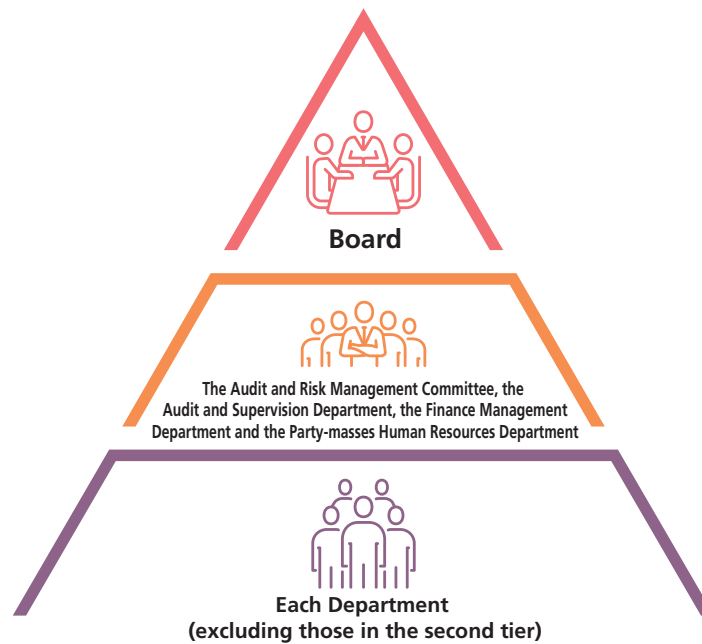 Board
The Audit and Risk Management Committee, the
Audit and Supervision Department, the Finance Management
Department and the Party-masses Human Resources Department
Each Department
(excluding those in the second tier)